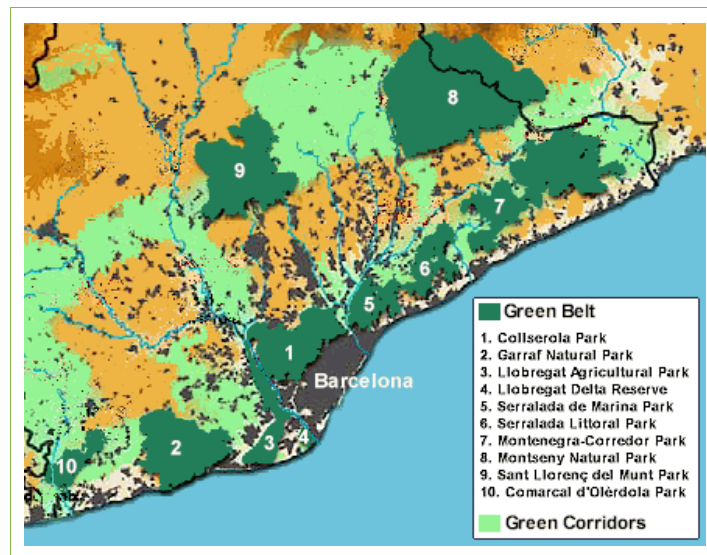 8
9
7
6
5
1
Barcelona
2
3
4
10
Green Belt
1. Collserola Park
2. Garraf Natural Park
3. Llobregat Agricultural Park
4. Llobregat Delta Reserve
5. Serralada de Marina Park
6. Serralada Littoral Park
7. Montenegra-Corredor Park
8. Montseny Natural Park
9. Sant Llorenç del Munt Park
10. Comarcal d'Olèrdola Park
Green Corridors